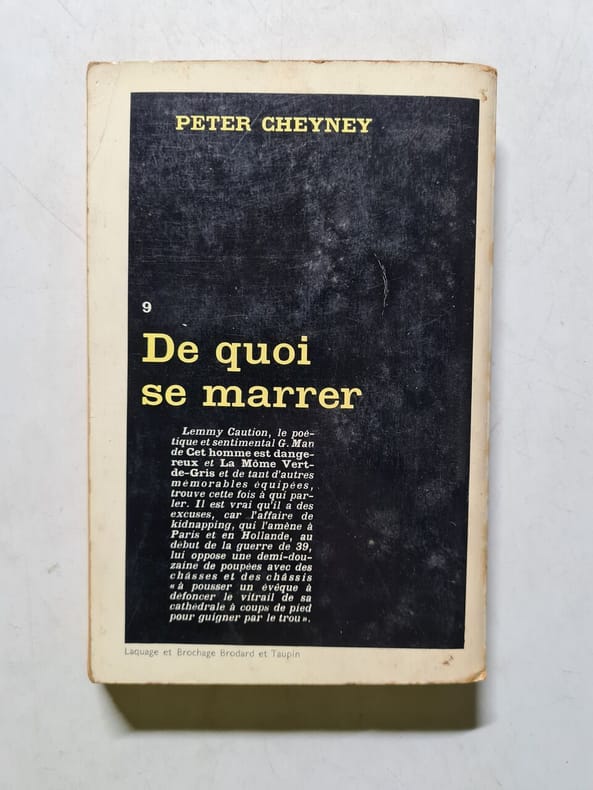 PETER CHEYNEY
9
De quoi
se marrer
Lemmy Caution, le poé-
tique et sentimental G. Man
de Cet homme est dange-
reux et La Môme Vert-
de-Gris et de tant d'autres
mémorables équipées,
trouve cette fois à qui par-
ler. Il est vrai qu'il a des
excuses, car l'affaire de
kidnapping, qui l'amène à
Paris et en Hollande, au
début de la guerre de 39,
lui oppose une demi-dou-
zaine de poupées avec des
châsses et des châssis
« à pousser un évêque à
défoncer le vitrail de sa
cathédrale à coups de pied
pour guigner par le trou ».
Laquage et Brochage Brodard et Taupin